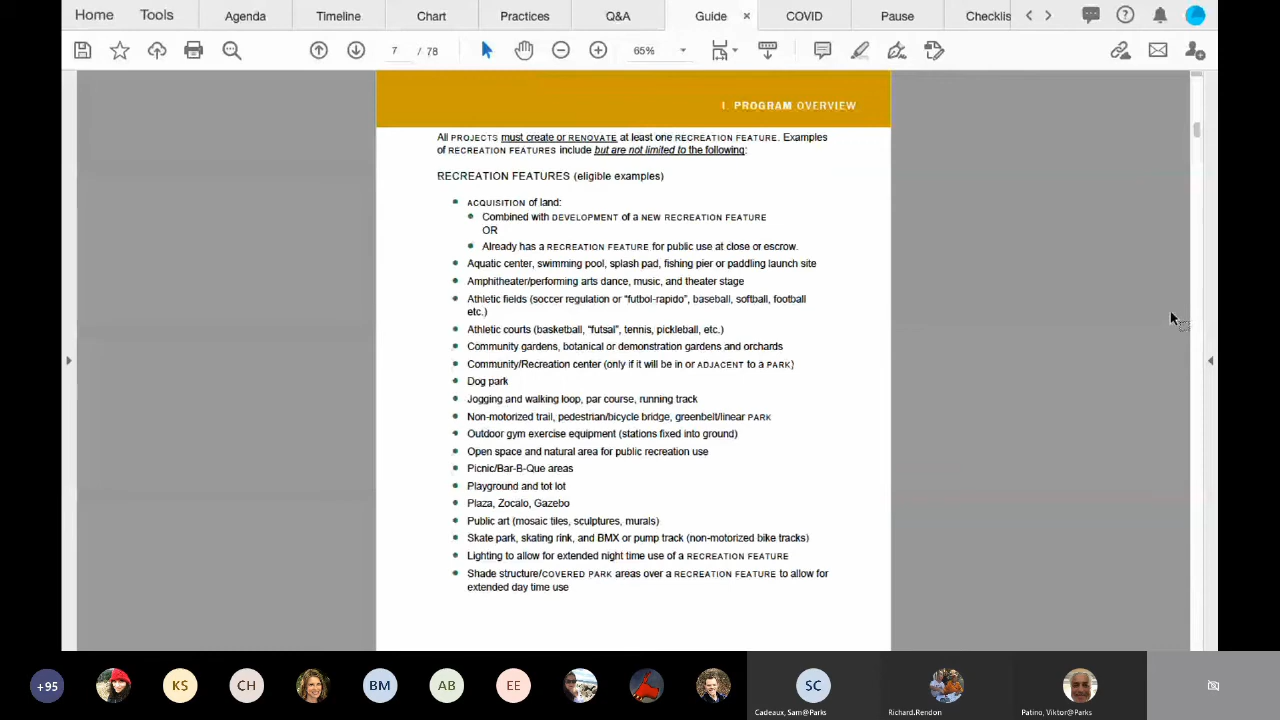 Home Tools Agenda Timeline Chart Practices Q&A Guide × COVID Pause Checklis
7 / 78 65%
I. PROGRAM OVERVIEW
All PROJECTS must create or RENOVATE at least one RECREATION FEATURE. Examples
of RECREATION FEATURES include but are not limited to the following:
RECREATION FEATURES (eligible examples)
ACQUISITION of land:
Combined with DEVELOPMENT of a NEW RECREATION FEATURE
OR
Already has a RECREATION FEATURE for public use at close or escrow.
Aquatic center, swimming pool, splash pad, fishing pier or paddling launch site
Amphitheater/performing arts dance, music, and theater stage
Athletic fields (soccer regulation or “futbol-rapido”, baseball, softball, football
etc.)
Athletic courts (basketball, “futsal”, tennis, pickleball, etc.)
Community gardens, botanical or demonstration gardens and orchards
Community/Recreation center (only if it will be in or ADJACENT to a PARK)
Dog park
Jogging and walking loop, par course, running track
Non-motorized trail, pedestrian/bicycle bridge, greenbelt/linear PARK
Outdoor gym exercise equipment (stations fixed into ground)
Open space and natural area for public recreation use
Picnic/Bar-B-Que areas
Playground and tot lot
Plaza, Zocalo, Gazebo
Public art (mosaic tiles, sculptures, murals)
Skate park, skating rink, and BMX or pump track (non-motorized bike tracks)
Lighting to allow for extended night time use of a RECREATION FEATURE
Shade structure/COVERED PARK areas over a RECREATION FEATURE to allow for
extended day time use
+95 KS CH BM AB EE SC
Cadeaux, Sam@Parks Richard.Rendon Patino, Viktor@Parks